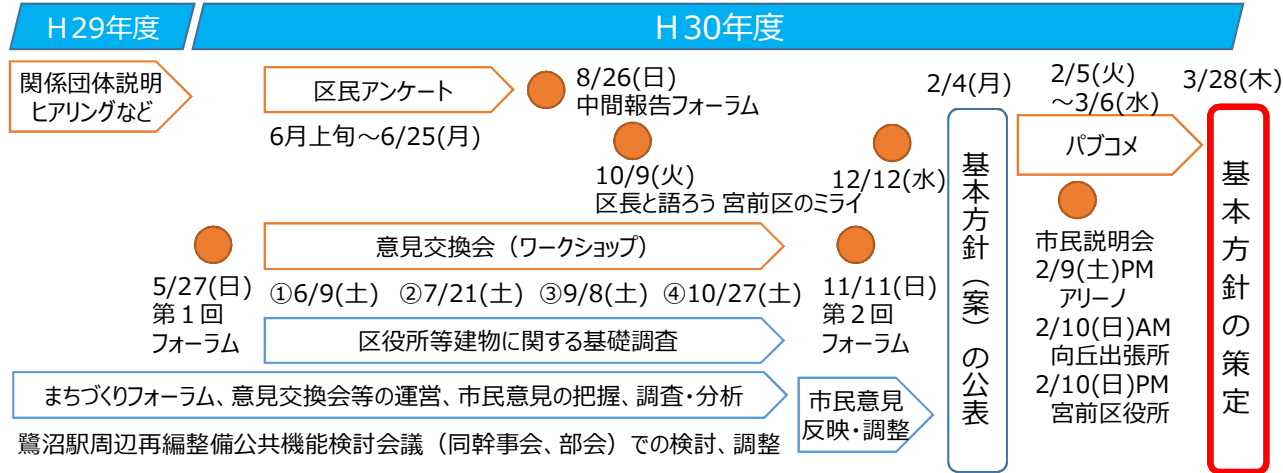 H29年度
H30年度
関係団体説明
ヒアリングなど
区民アンケート
6月上旬～6/25(月)
8/26(日)
中間報告フォーラム
10/9(火)
区長と語ろう 宮前区のミライ
12/12(水)
2/4(月)
2/5(火)
～3/6(水)
パブコメ
3/28(木)
5/27(日)
第１回
フォーラム
意見交換会（ワークショップ）
①6/9(土) ②7/21(土) ③9/8(土) ④10/27(土)
区役所等建物に関する基礎調査
11/11(日)
第２回
フォーラム
まちづくりフォーラム、意見交換会等の運営、市民意見の把握、調査・分析
市民意見
反映・調整
鷺沼駅周辺再編整備公共機能検討会議（同幹事会、部会）での検討、調整
基本方針（案）の公表
市民説明会
2/9(土)PM
アリーノ
2/10(日)AM
向丘出張所
2/10(日)PM
宮前区役所
基本方針の策定